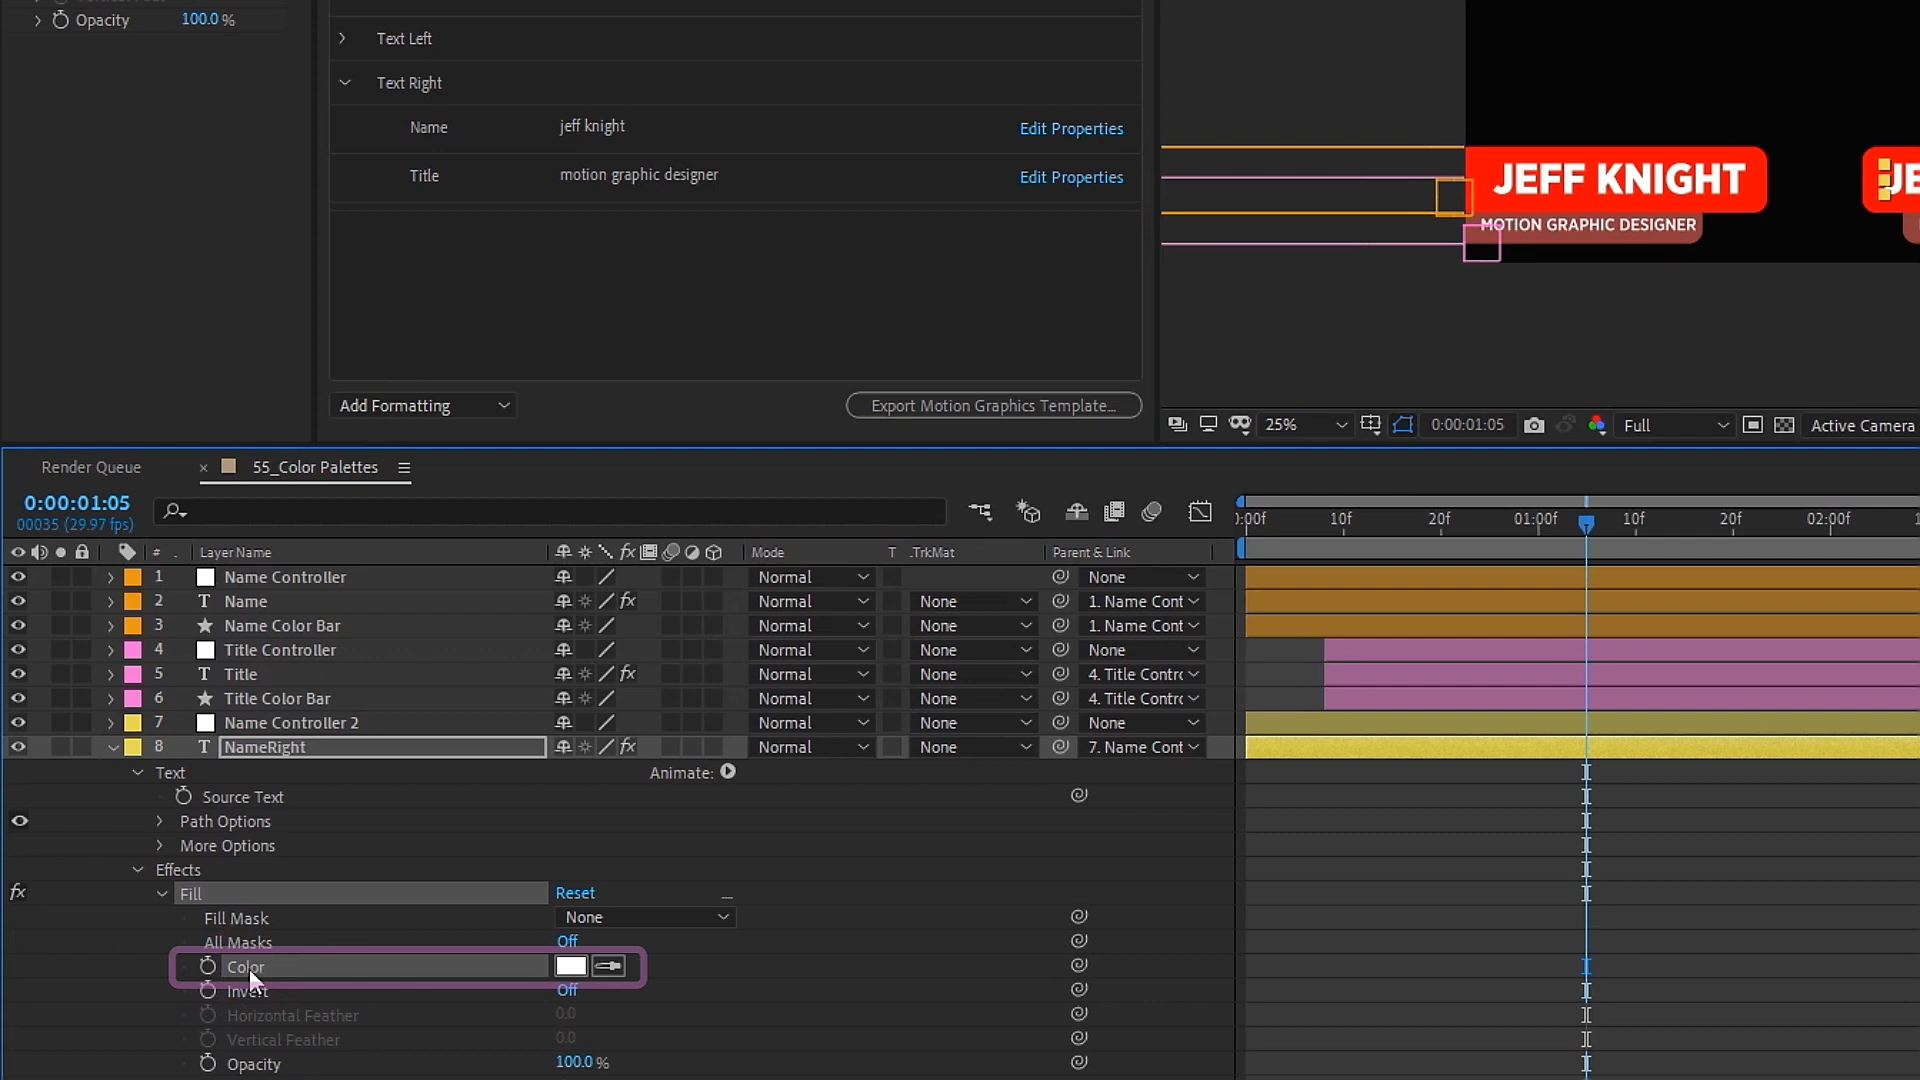 Opacity 100.0 %
Text Left
Text Right
Name jeff knight Edit Properties
Title motion graphic designer Edit Properties
Add Formatting Export Motion Graphics Template...
JEFF KNIGHT JE
MOTION GRAPHIC DESIGNER
25% 0:00:01:05 Full Active Camera
Render Queue × 55_Color Palettes
0:00:01:05
00035 (29.97 fps)
:00f 10f 20f 01:00f 10f 20f 02:00f 1
# . Layer Name fx Mode T .TrkMat Parent & Link
1 Name Controller Normal None
2 T Name fx Normal None 1. Name Cont
3 Name Color Bar Normal None 1. Name Cont
4 Title Controller Normal None
5 T Title fx Normal None 4. Title Contr
6 Title Color Bar Normal None 4. Title Contr
7 Name Controller 2 Normal None
8 T NameRight fx Normal None 7. Name Cont
Text Animate:
Source Text
Path Options
More Options
Effects
fx Fill Reset
Fill Mask None
All Masks Off
Color
Invert Off
Horizontal Feather 0.0
Vertical Feather 0.0
Opacity 100.0 %